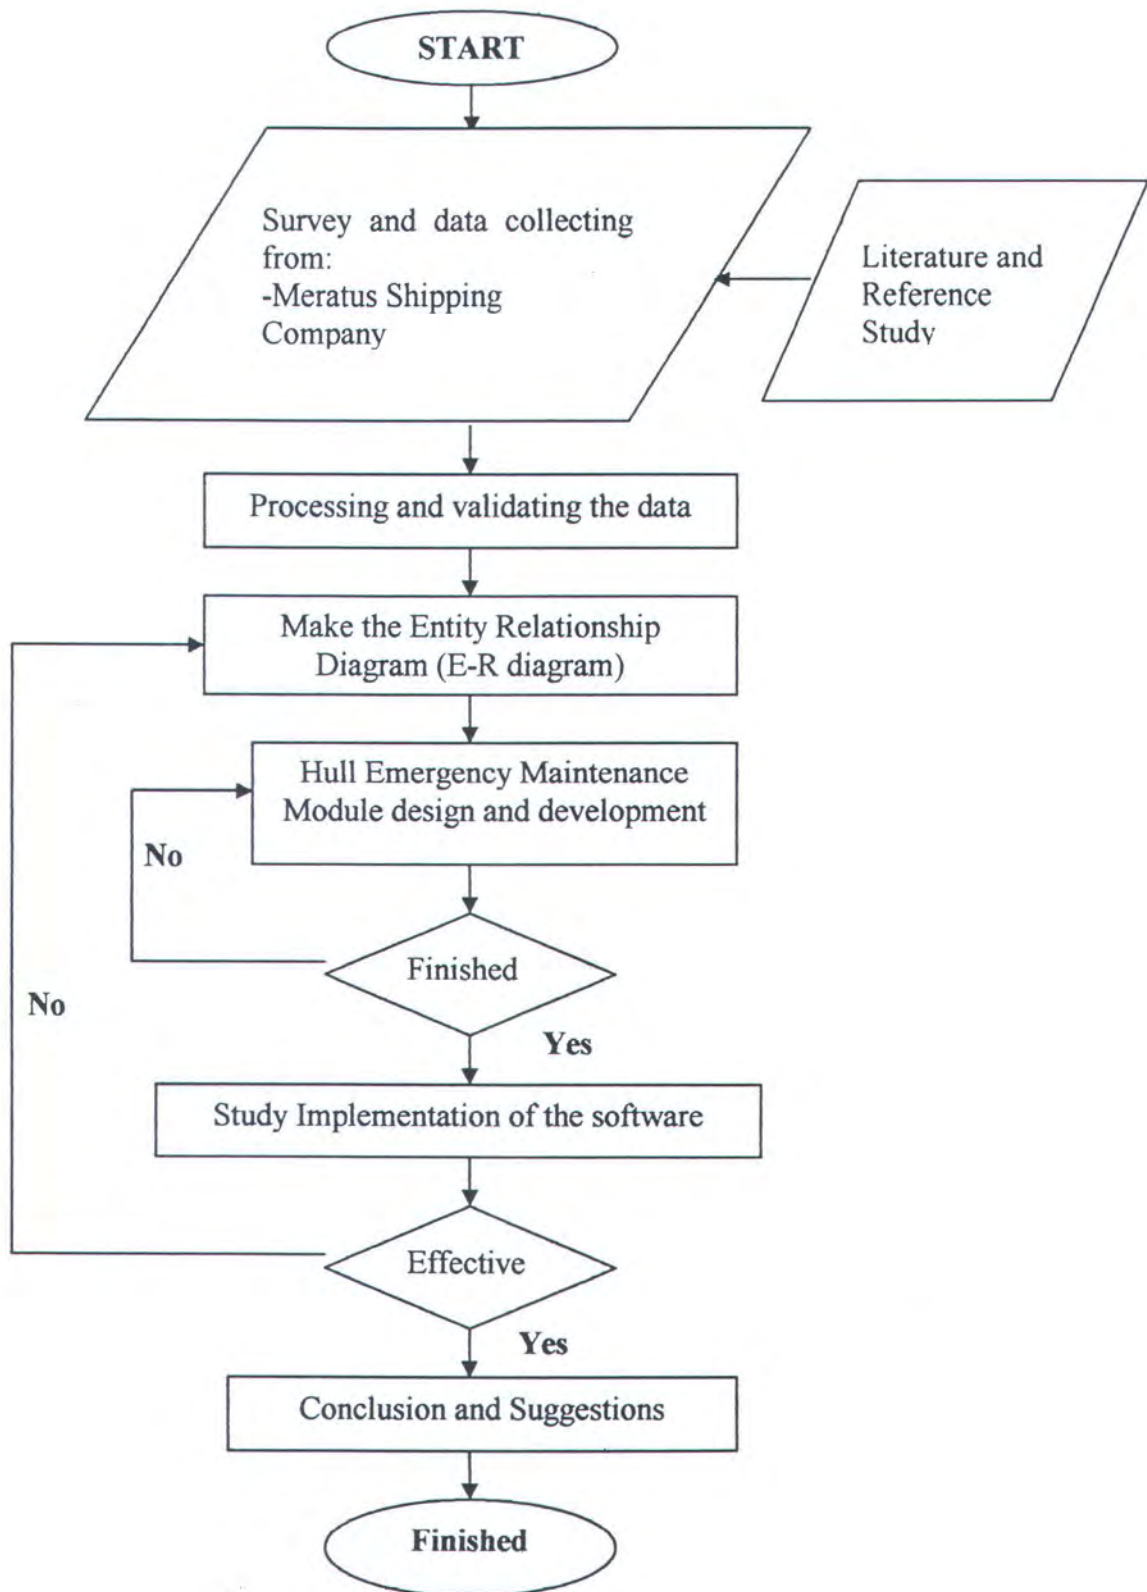 START
Survey and data collecting
from:
-Meratus Shipping
Company
Literature and
Reference
Study
Processing and validating the data
Make the Entity Relationship
Diagram (E-R diagram)
Hull Emergency Maintenance
Module design and development
No
Finished
No
Yes
Study Implementation of the software
Effective
Yes
Conclusion and Suggestions
Finished